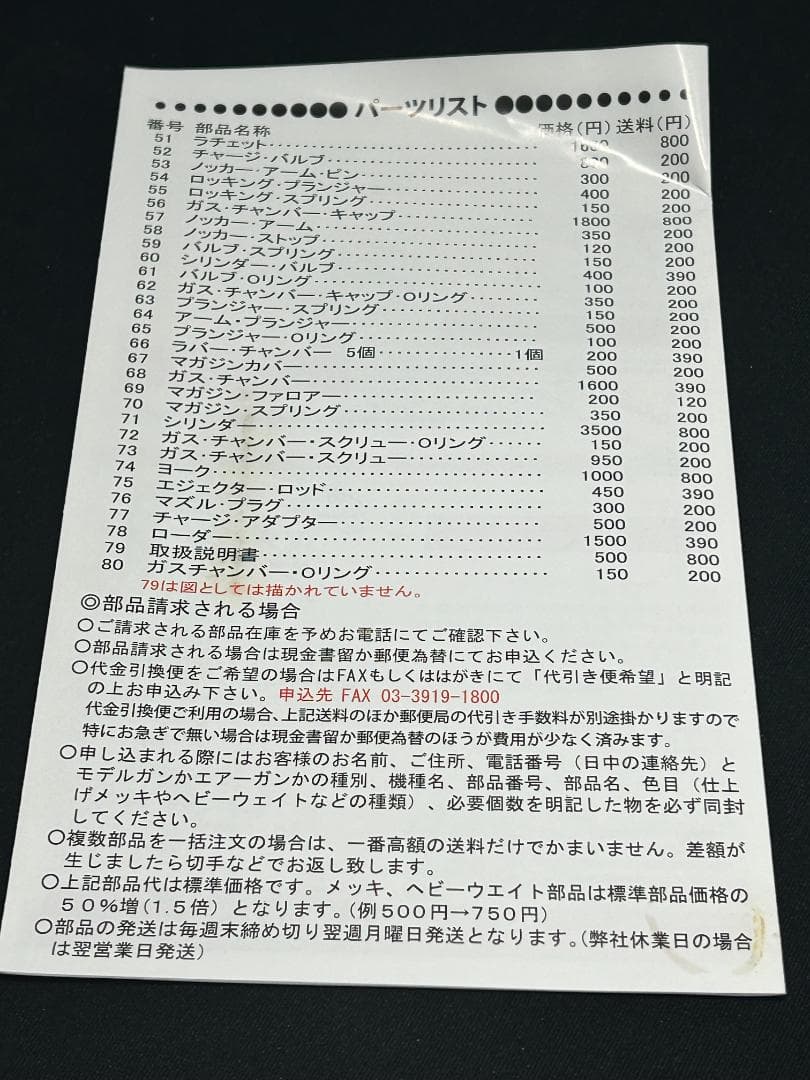 ●●●●●●●●●● パーツリスト ●●●●●●●●●●
番号 部品名称 価格(円) 送料(円)
51 ラチェット 800
52 チャージ・バルブ 200
53 ノッカー・アーム・ピン 300 200
54 ロッキング・プランジャー 400 200
55 ロッキング・スプリング 150 200
56 ガス・チャンバー・キャップ 1800 800
57 ノッカー・アーム 350 200
58 ノッカー・ストップ 120 200
59 バルブ・スプリング 150 200
60 シリンダー・バルブ 400 390
61 バルブ・Oリング 100 200
62 ガス・チャンバー・キャップ・Oリング 350 200
63 プランジャー・スプリング 150 200
64 アーム・プランジャー 500 200
65 プランジャー・Oリング 100 200
66 ラバー・チャンバー 5個 1個 200 390
67 マガジンカバー 500 200
68 ガス・チャンバー 1600 390
69 マガジン・ファロアー 200 120
70 マガジン・スプリング 350 200
71 シリンダー 3500 800
72 ガス・チャンバー・スクリュー・Oリング 150 200
73 ガス・チャンバー・スクリュー 950 200
74 ヨーク 1000 800
75 エジェクター・ロッド 450 390
76 マズル・プラグ 300 200
77 チャージ・アダプター 500 200
78 ローダー 1500 390
79 取扱説明書 500 800
80 ガスチャンバー・Oリング 150 200
79は図としては描かれていません。
◎部品請求される場合
○ご請求される部品在庫を予めお電話にてご確認下さい。
○部品請求される場合は現金書留か郵便為替にてお申込ください。
○代金引換便をご希望の場合はFAXもしくははがきにて「代引き便希望」と明記
の上お申込み下さい。申込先 FAX 03-3919-1800
代金引換便ご利用の場合、上記送料のほか郵便局の代引き手数料が別途掛かりますので
特にお急ぎで無い場合は現金書留か郵便為替のほうが費用が少なく済みます。
○申し込まれる際にはお客様のお名前、ご住所、電話番号（日中の連絡先）と
モデルガンかエアーガンかの種別、機種名、部品番号、部品名、色目（仕上
げメッキやヘビーウェイトなどの種類）、必要個数を明記した物を必ず同封
してください。
○複数部品を一括注文の場合は、一番高額の送料だけでかまいません。差額が
生じましたら切手などでお返し致します。
○上記部品代は標準価格です。メッキ、ヘビーウエイト部品は標準部品価格の
５０%増(１.５倍）となります。(例５００円→７５０円）
○部品の発送は毎週末締め切り翌週月曜日発送となります。(弊社休業日の場合
は翌営業日発送）